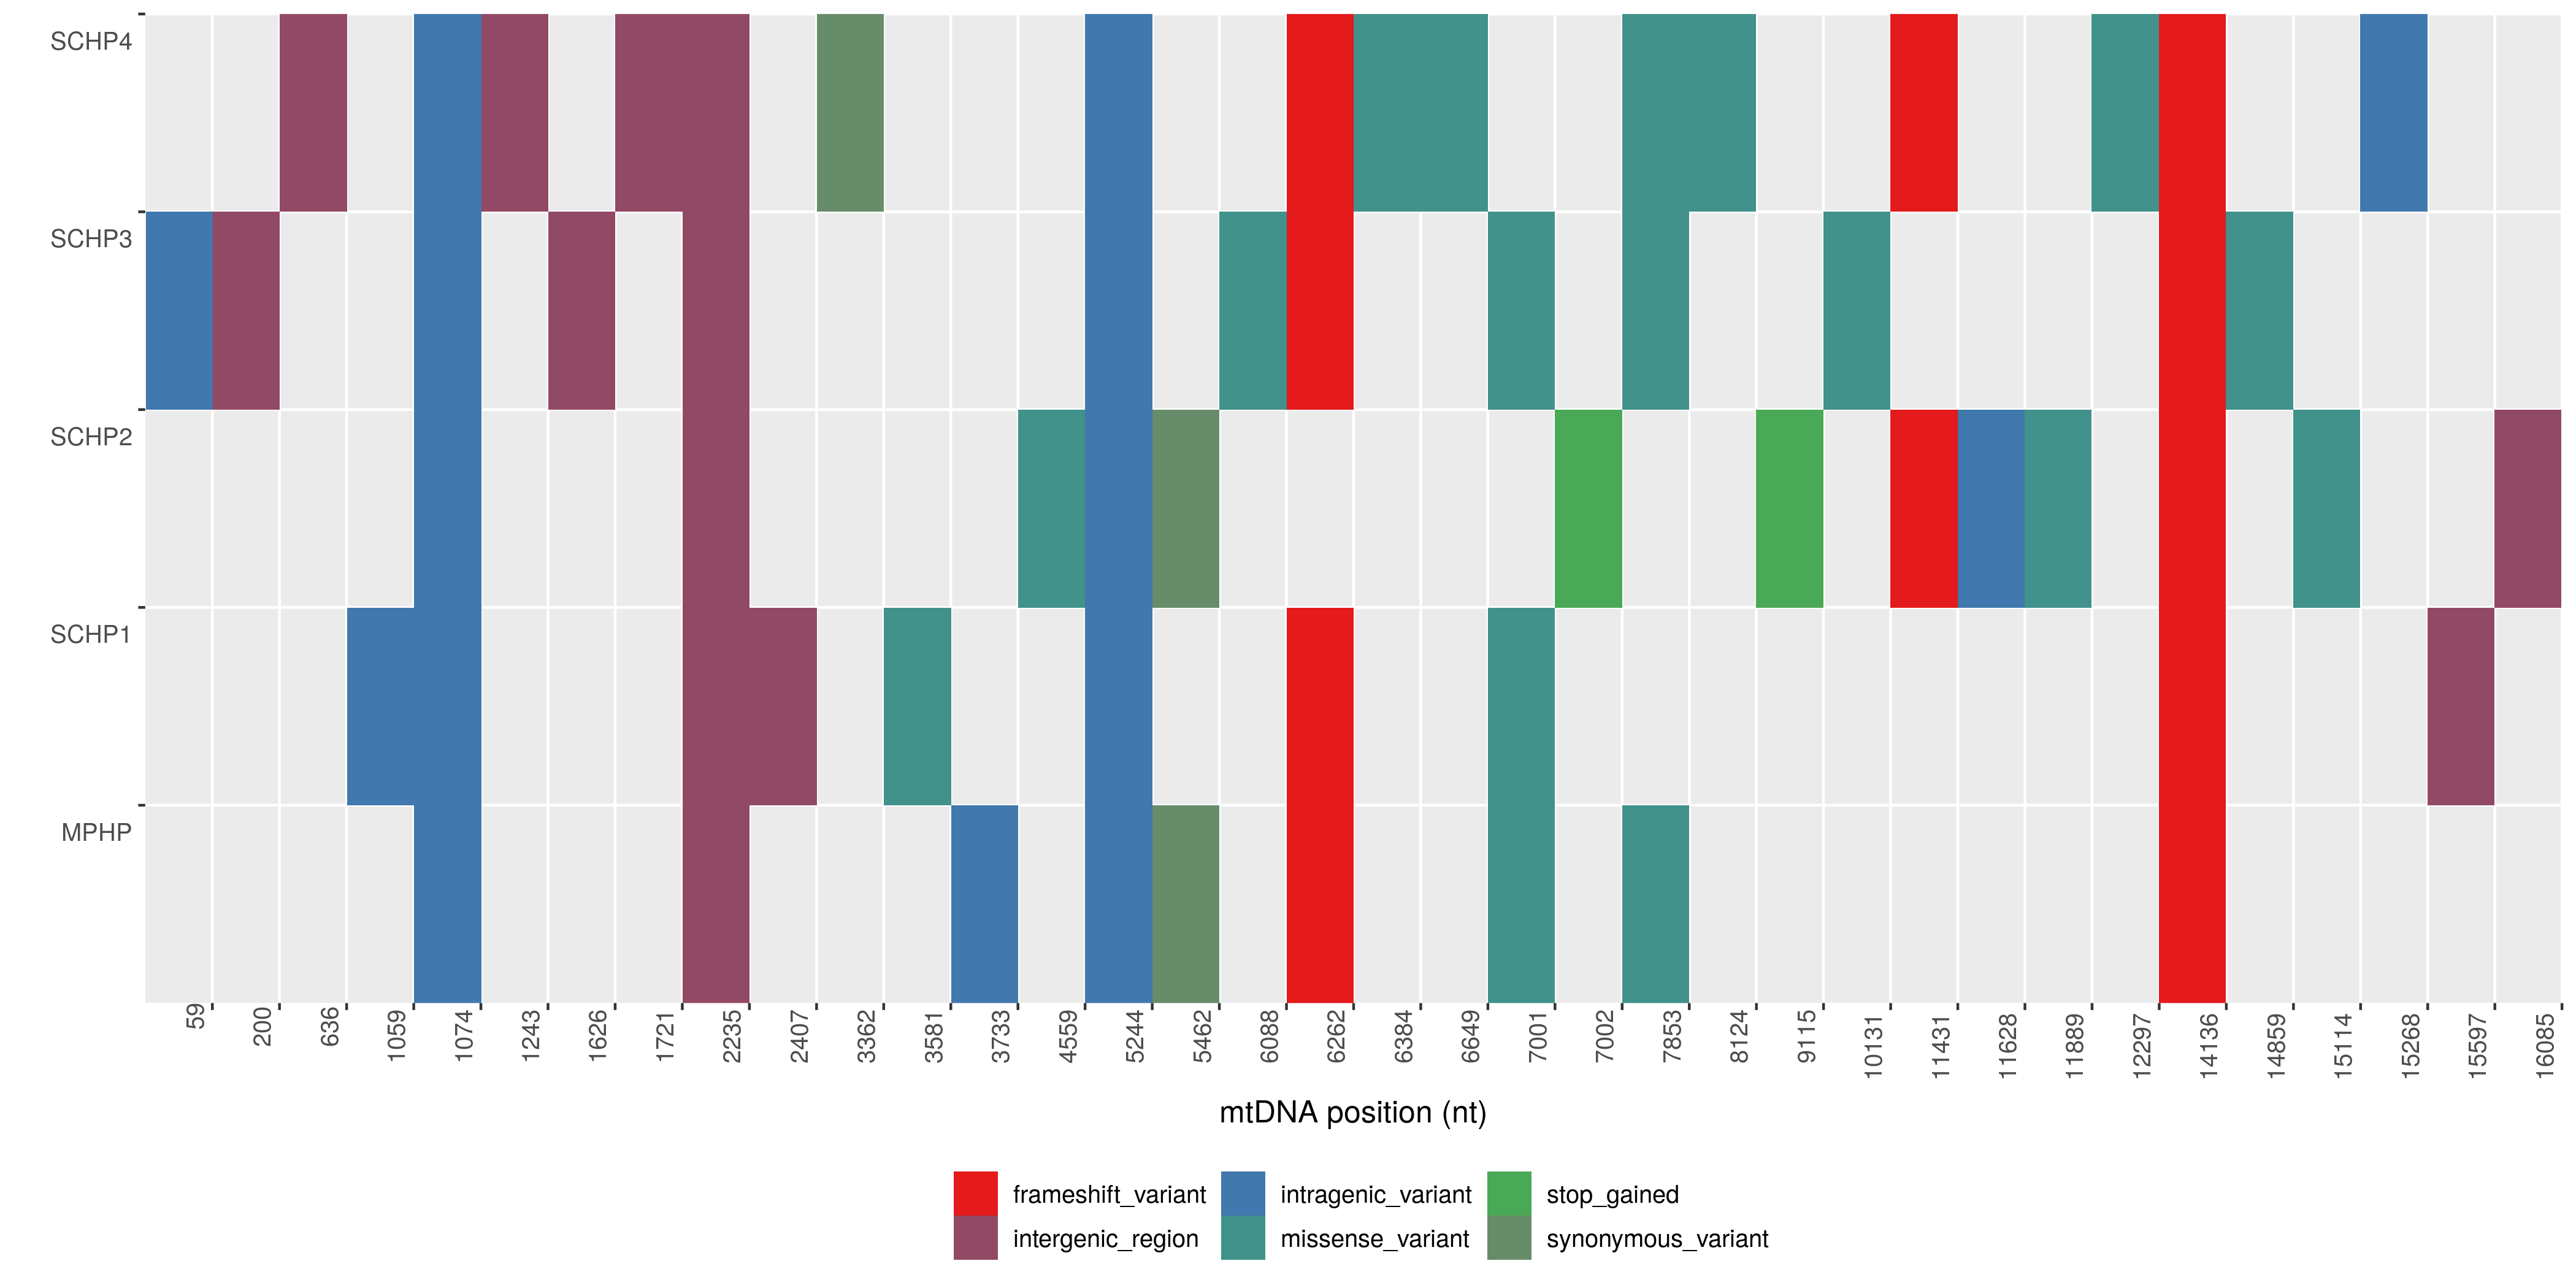 SCHP4
SCHP3
SCHP2
SCHP1
MPHP
59 200 636 1059 1074 1243 1626 1721 2235 2407 3362 3581 3733 4559 5244 5462 6088 6262 6384 6649 7001 7002 7853 8124 9115 10131 11431 11628 11889 12297 14136 14859 15114 15268 15597 16085
mtDNA position (nt)
frameshift_variant intragenic_variant stop_gained
intergenic_region missense_variant synonymous_variant